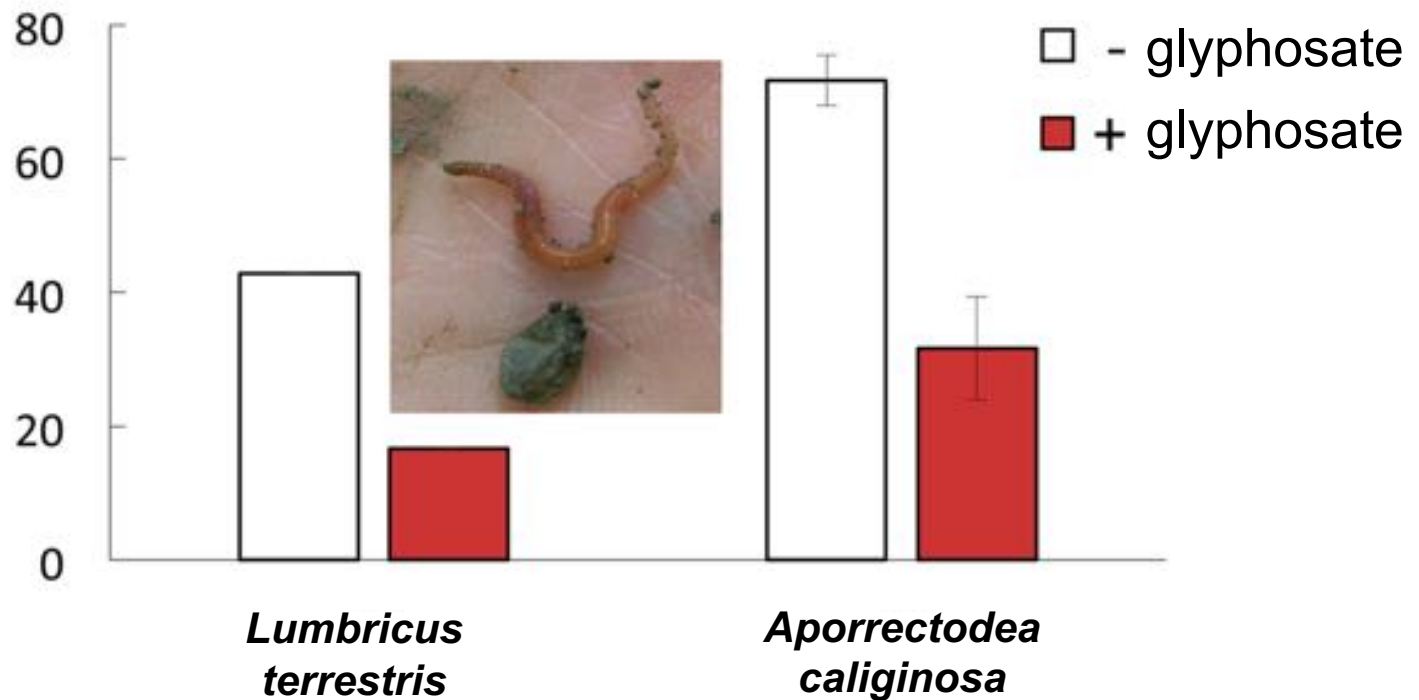 80
60
40
20
0
- glyphosate
+ glyphosate
Lumbricus
terrestris
Aporrectodea
caliginosa